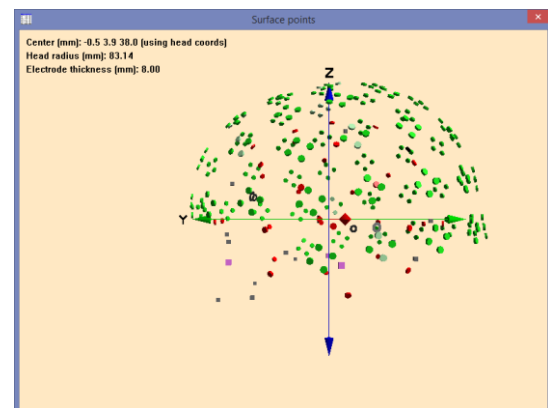 Surface points
Center (mm): -0.5 3.9 38.0 (using head coords)
Head radius (mm): 83.14
Electrode thickness (mm): 8.00
Z
Y